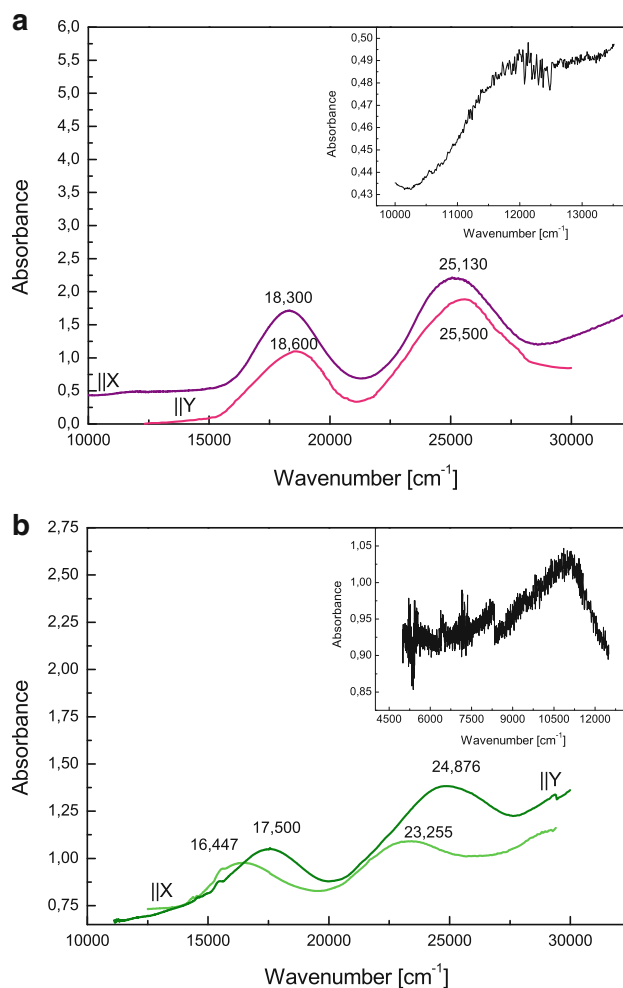 a
6,0
5,5
5,0
4,5
4,0
3,5
3,0
2,5
2,0
1,5
1,0
0,5
0,0
Absorbance
0,50
0,49
0,48
0,47
0,46
0,45
0,44
0,43
Absorbance
10000 11000 12000 13000
Wavenumber [cm⁻¹]
18,300
18,600
25,130
25,500
||X
||Y
10000 15000 20000 25000 30000
Wavenumber [cm⁻¹]
b
2,75
2,50
2,25
2,00
1,75
1,50
1,25
1,00
0,75
Absorbance
1,05
1,00
0,95
0,90
0,85
Absorbance
4500 6000 7500 9000 10500 12000
Wavenumber [cm⁻¹]
24,876
||Y
16,447
17,500
23,255
||X
10000 15000 20000 25000 30000
Wavenumber [cm⁻¹]